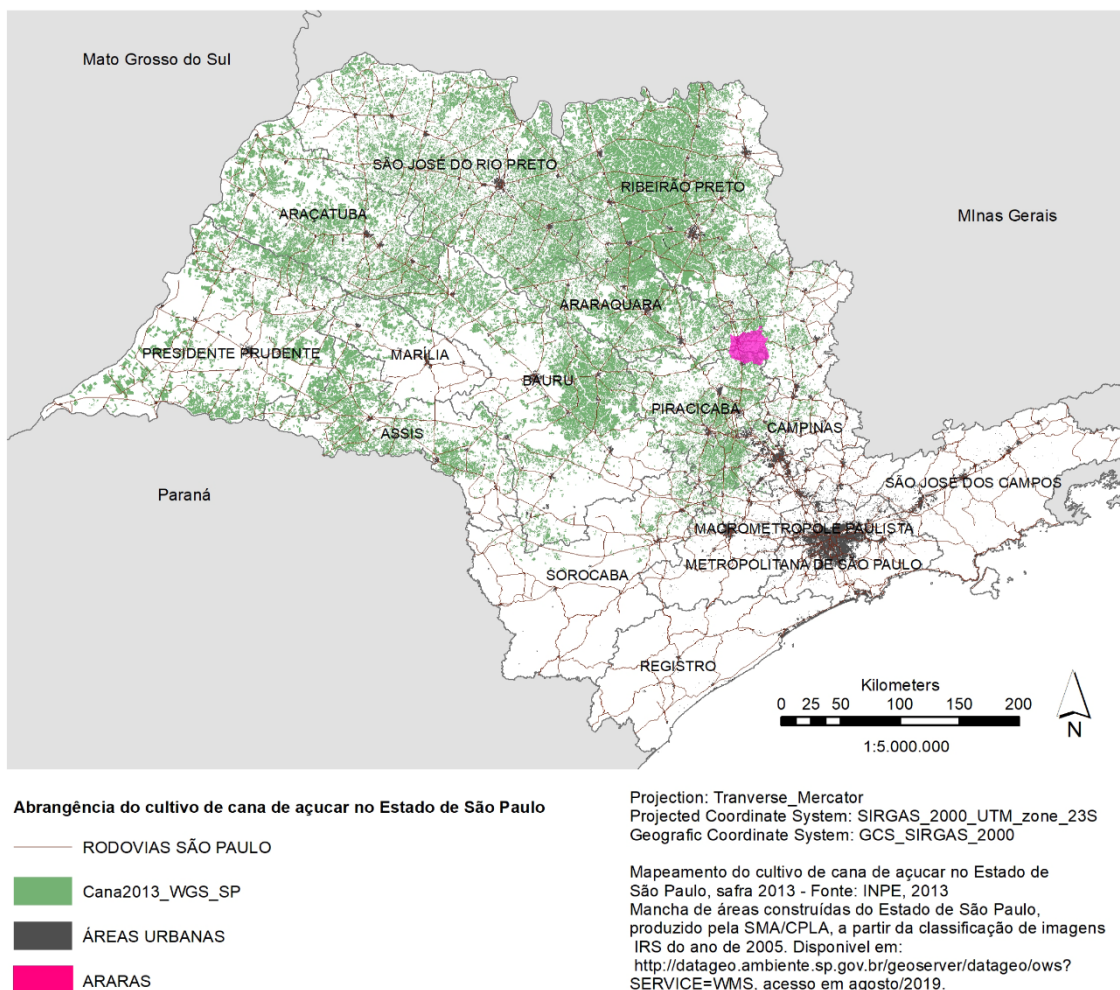 Mato Grosso do Sul
SÃO JOSÉ DO RIO PRETO
RIBEIRÃO PRETO
ARAÇATUBA
MInas Gerais
ARARAQUARA
PRESIDENTE PRUDENTE
MARÍLIA
BAURU
PIRACICABA
CAMPINAS
ASSIS
SÃO JOSÉ DOS CAMPOS
Paraná
MACROMETROPOLE PAULISTA
METROPOLITANA DE SÃO PAULO
SOROCABA
REGISTRO
Kilometers
0 25 50 100 150 200
1:5.000.000
N
Abrangência do cultivo de cana de açucar no Estado de São Paulo
RODOVIAS SÃO PAULO
Cana2013_WGS_SP
ÁREAS URBANAS
ARARAS
Projection: Tranverse_Mercator
Projected Coordinate System: SIRGAS_2000_UTM_zone_23S
Geografic Coordinate System: GCS_SIRGAS_2000
Mapeamento do cultivo de cana de açucar no Estado de
São Paulo, safra 2013 - Fonte: INPE, 2013
Mancha de áreas construídas do Estado de São Paulo,
produzido pela SMA/CPLA, a partir da classificação de imagens
IRS do ano de 2005. Disponivel em:
http://datageo.ambiente.sp.gov.br/geoserver/datageo/ows?
SERVICE=WMS. acesso em agosto/2019.